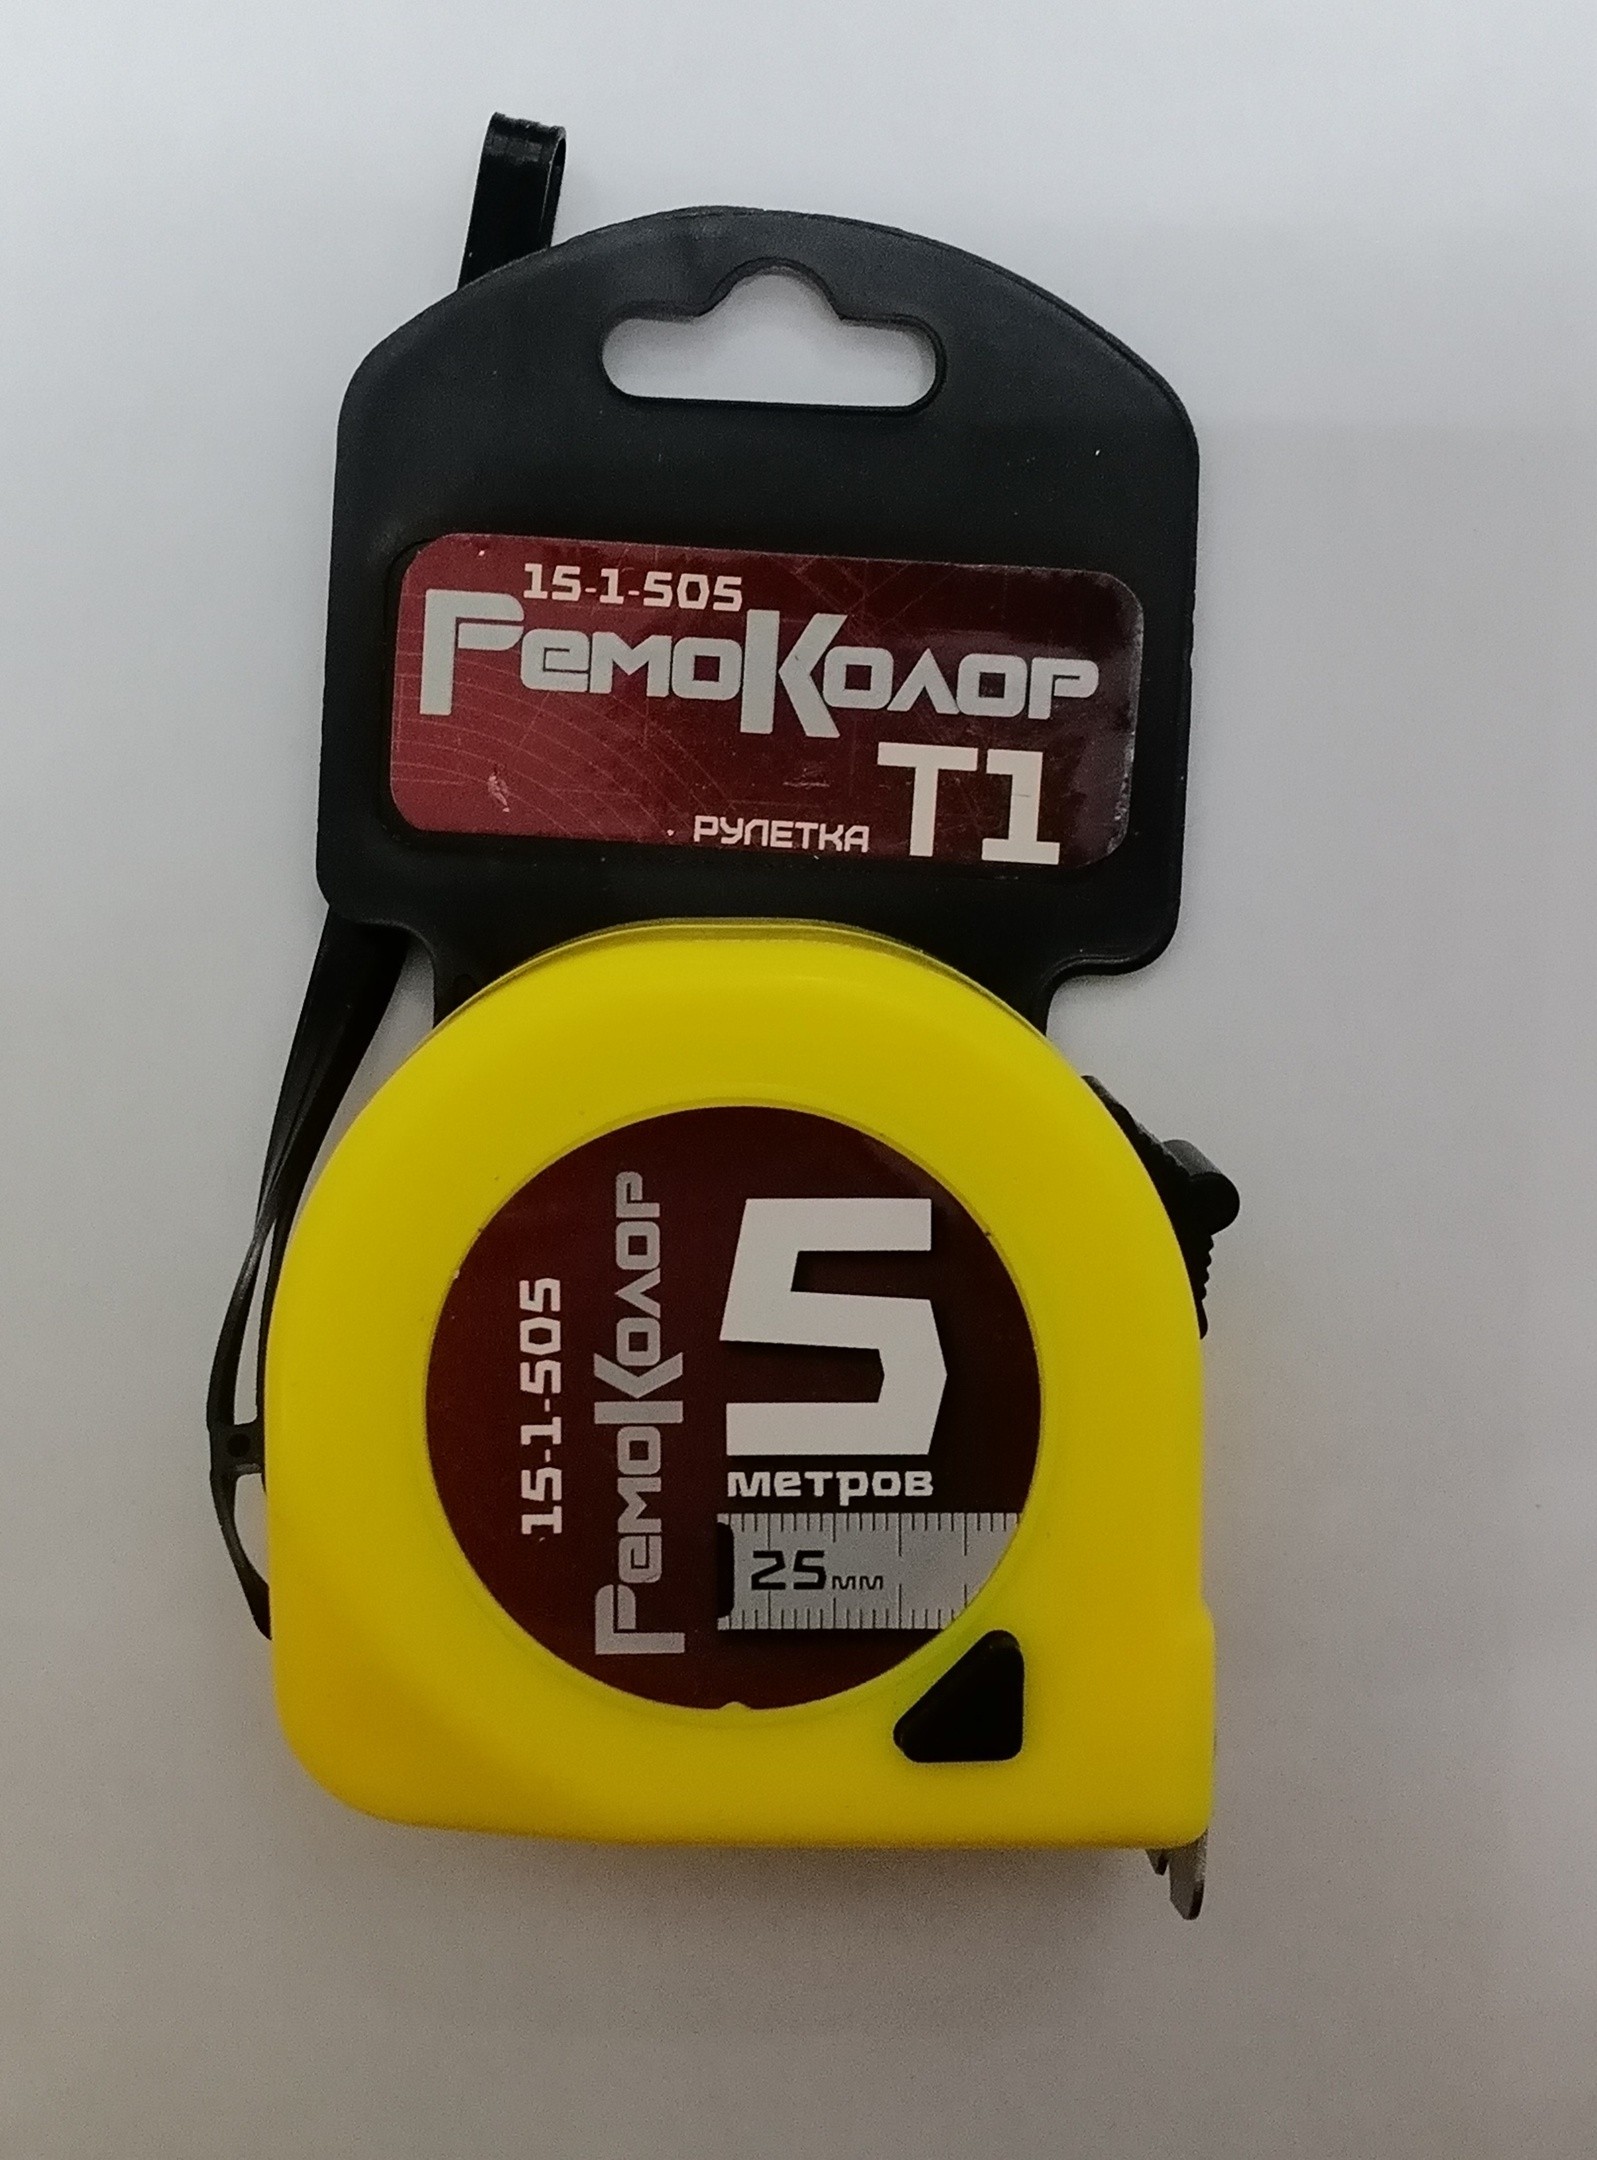 15-1-505
РемоКолор
Т1
РУЛЕТКА
15-1-505
РемоКолор
5
метров
25мм